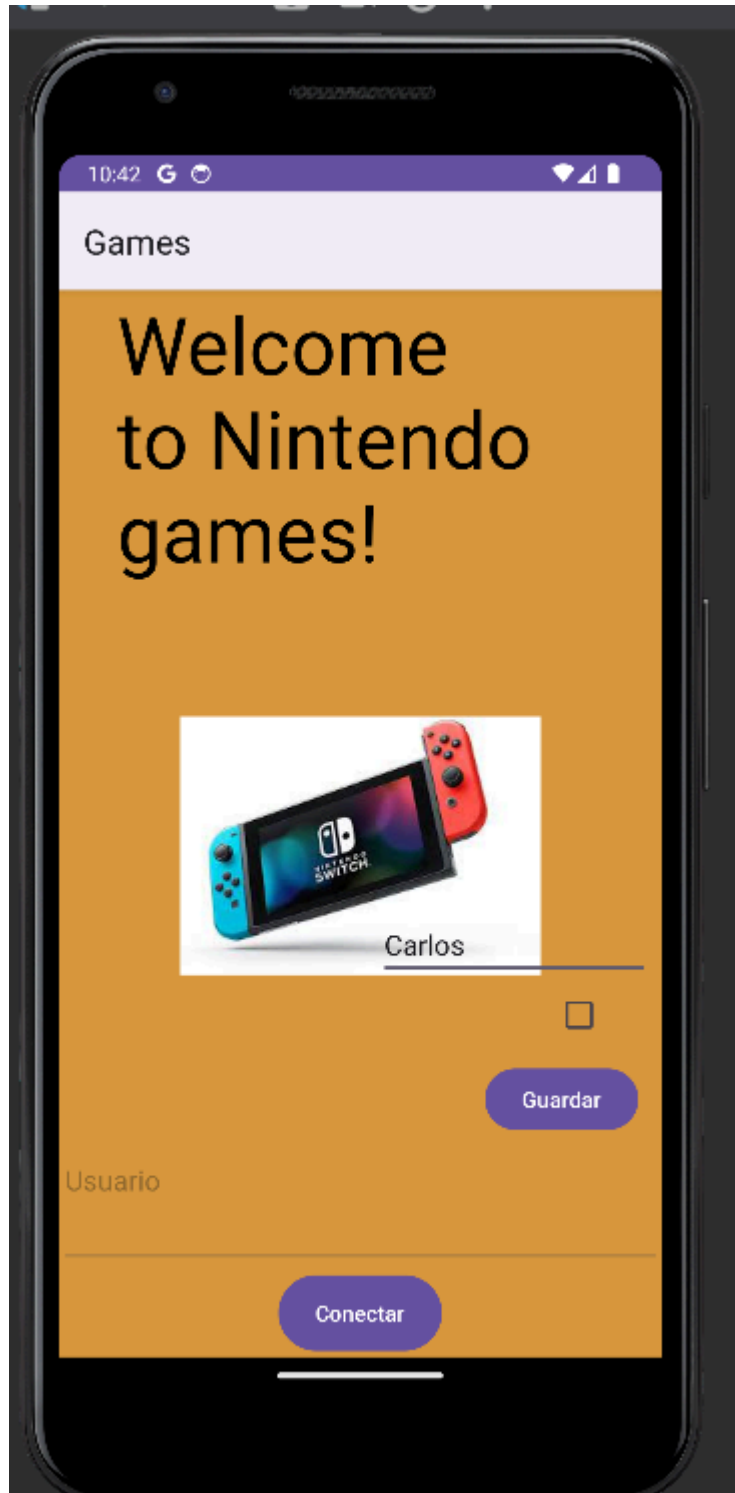 10:42 G
Games
Welcome
to Nintendo
games!
NINTENDO
SWITCH
Carlos
Guardar
Usuario
Conectar